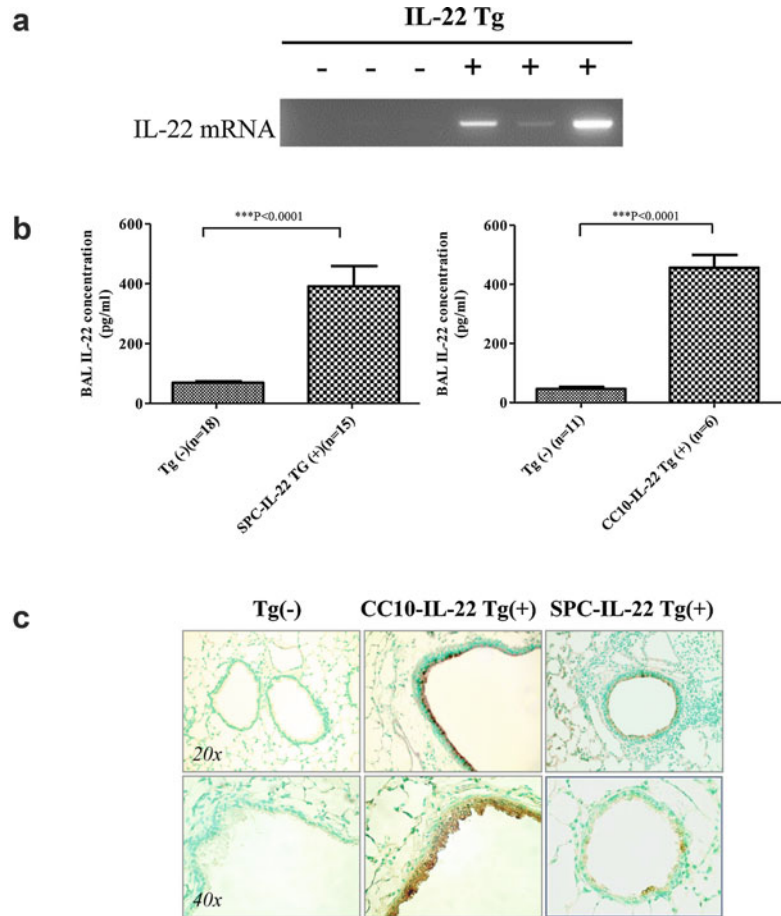 a
IL-22 Tg
- - - + + +
IL-22 mRNA
b
***P<0.0001
600
400
200
0
BAL IL-22 concentration
(pg/ml)
Tg (-)(n=18)
SPC-IL-22 TG (+)(n=15)
***P<0.0001
600
400
200
0
BAL IL-22 concentration
(pg/ml)
Tg (-) (n=11)
CC10-IL-22 Tg (+) (n=6)
c
Tg(-) CC10-IL-22 Tg(+) SPC-IL-22 Tg(+)
20x
40x